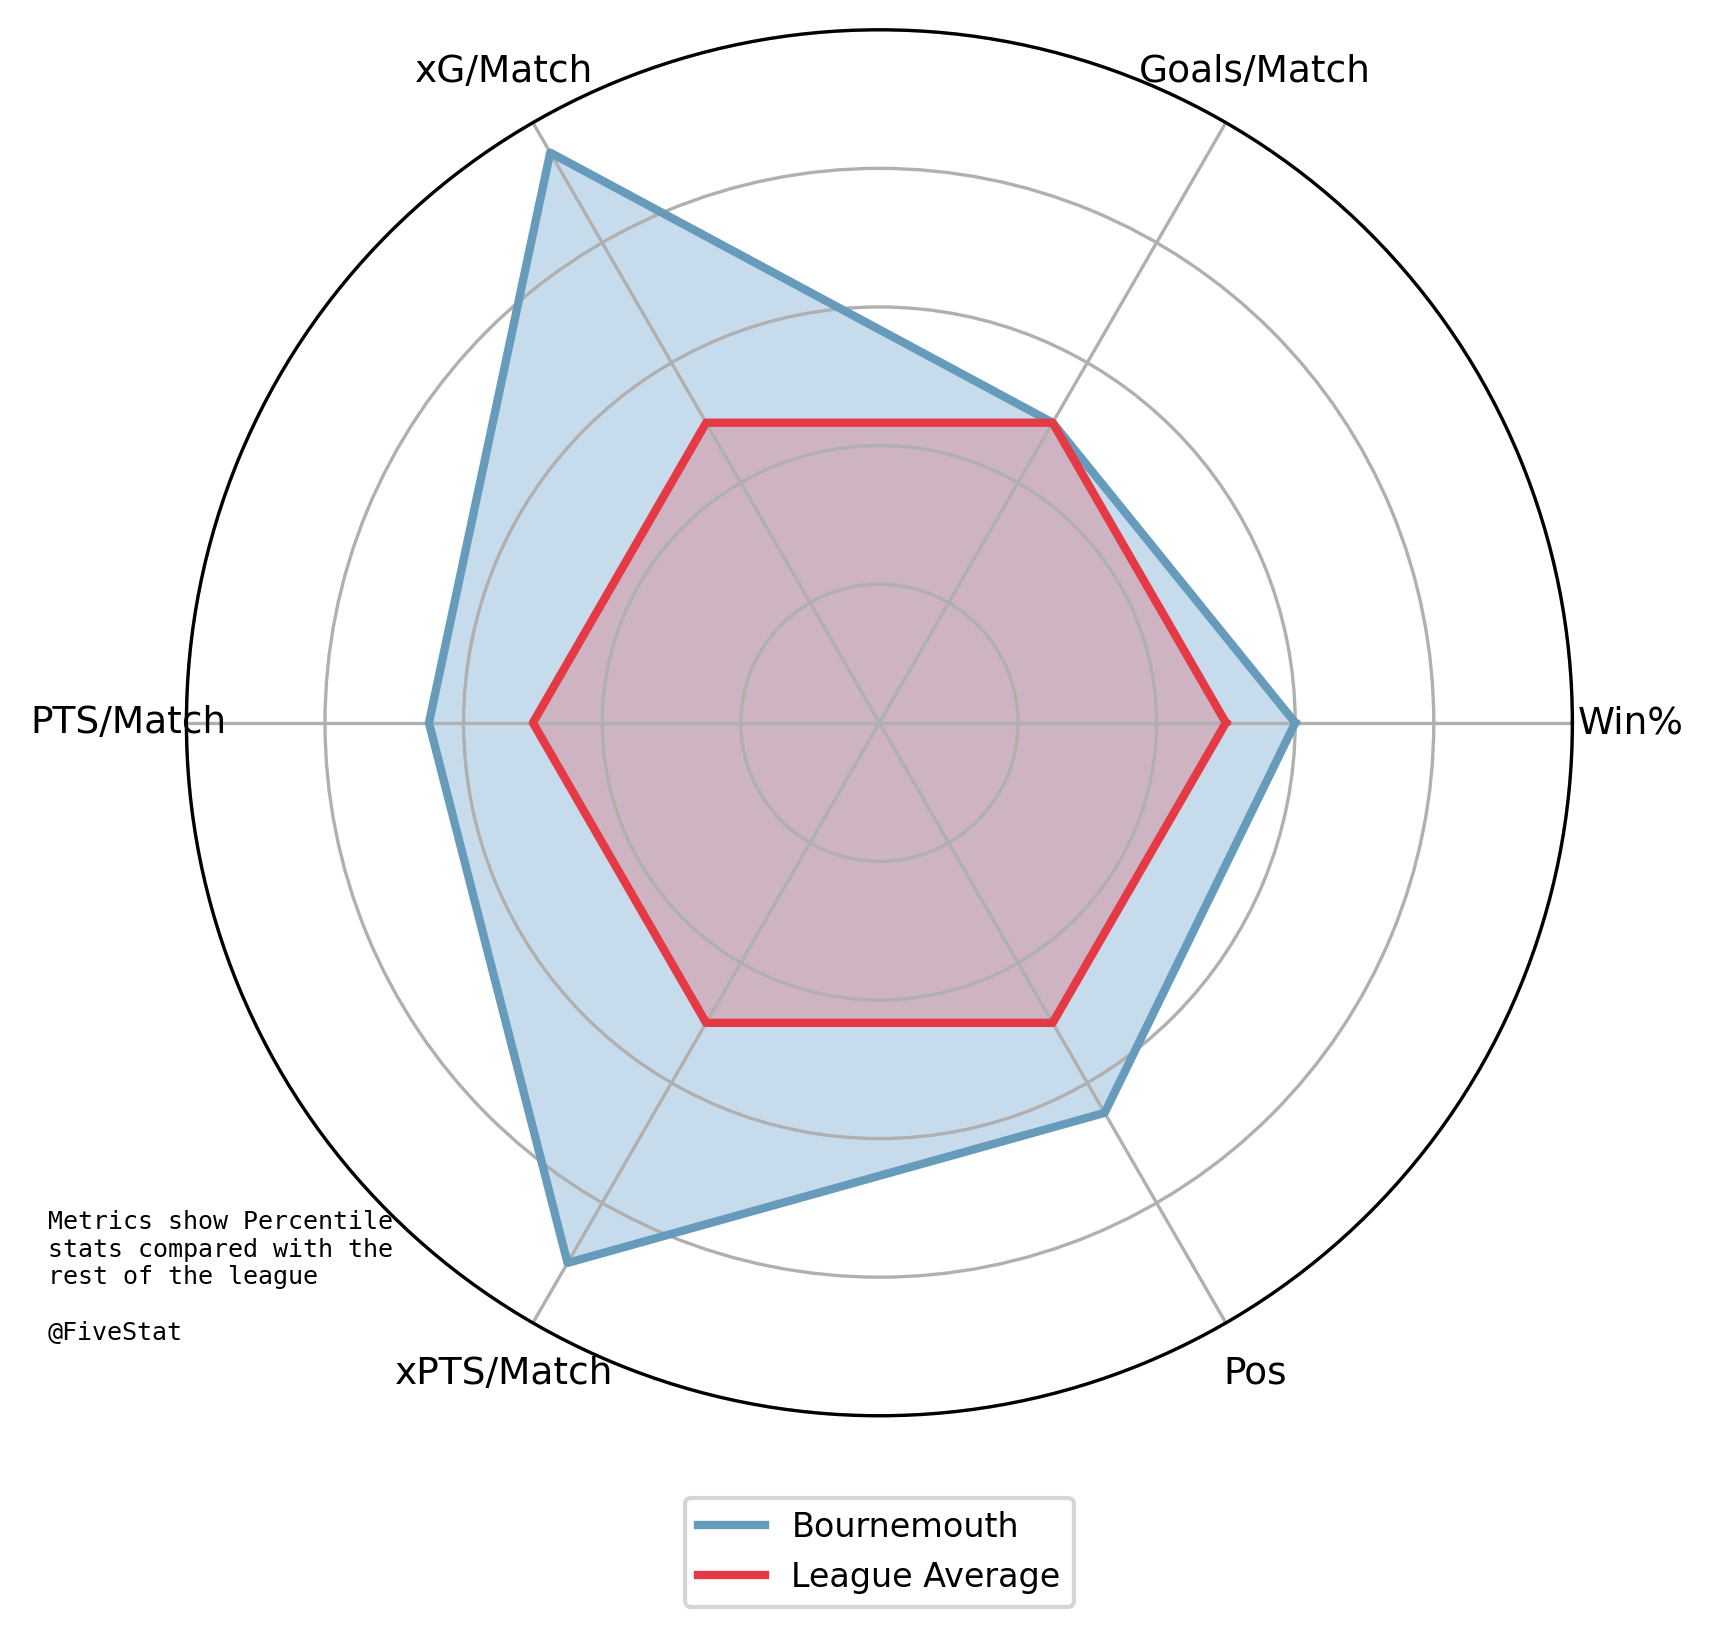 xG/Match
Goals/Match
PTS/Match
Win%
Metrics show Percentile
stats compared with the
rest of the league
@FiveStat
xPTS/Match
Pos
Bournemouth
League Average